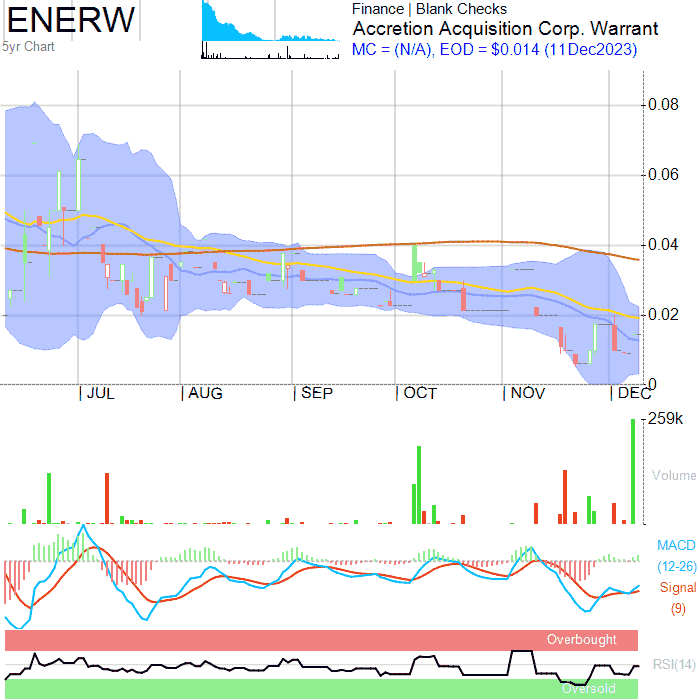 ENERW
5yr Chart
Finance | Blank Checks
Accretion Acquisition Corp. Warrant
MC = (N/A), EOD = $0.014 (11Dec2023)
0.08
0.06
0.04
0.02
0
JUL
AUG
SEP
OCT
NOV
DEC
259k
Volume
MACD
(12-26)
Signal
(9)
Overbought
RSI(14)
Oversold